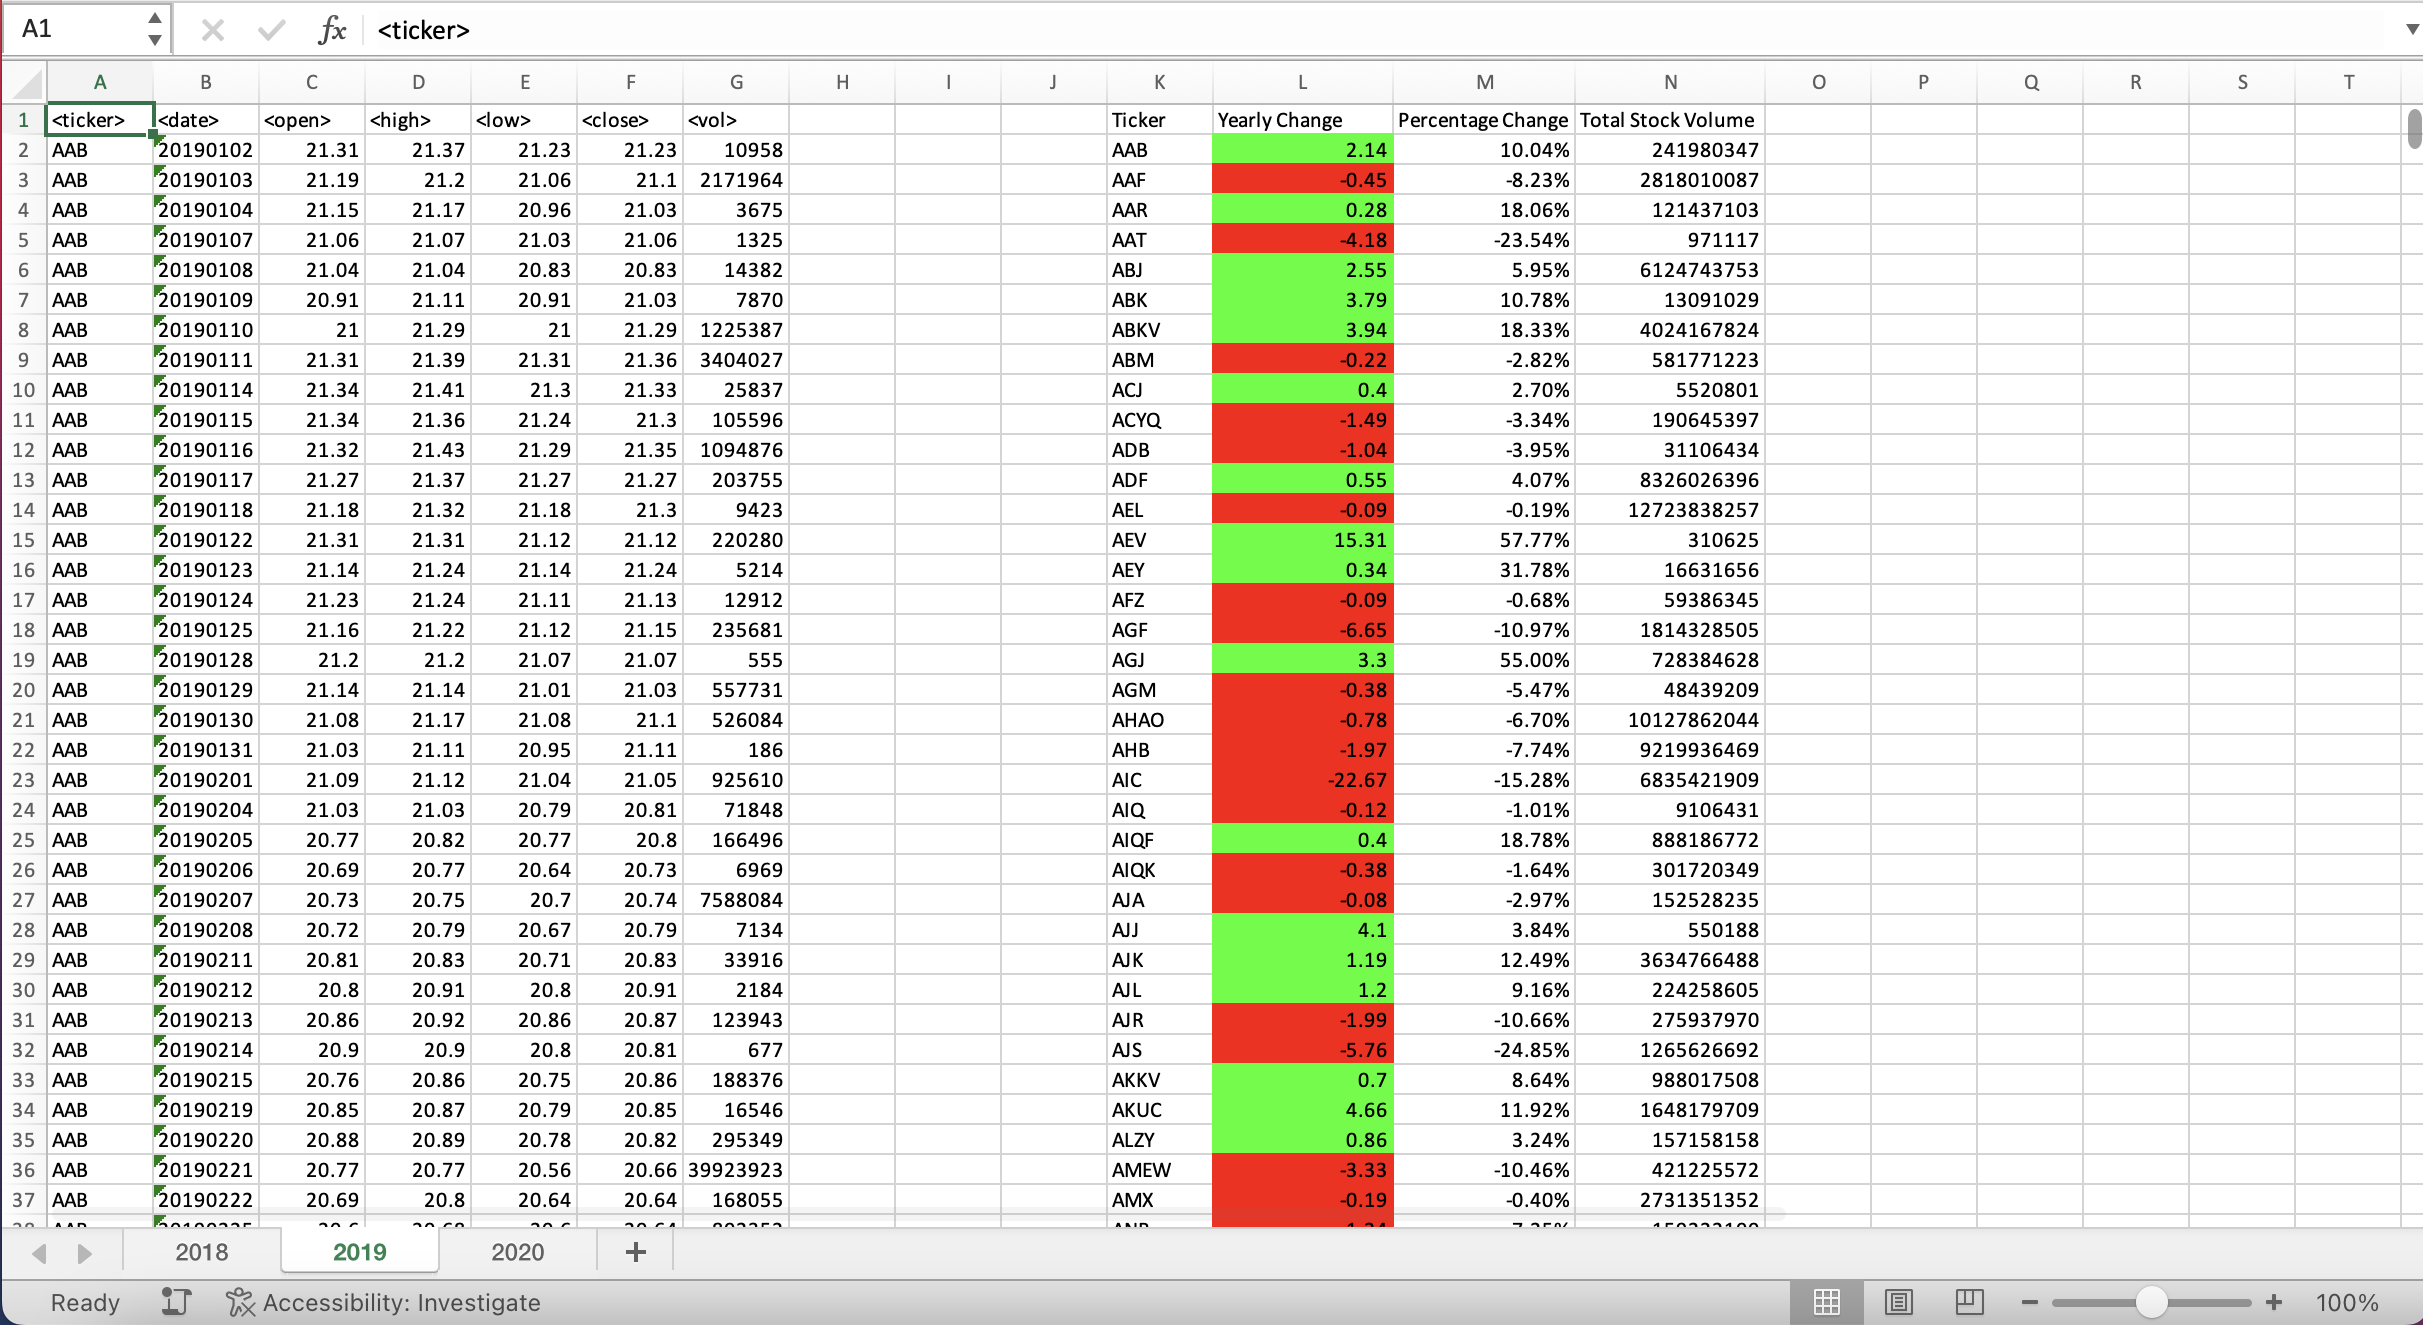 A1 fx <ticker>
A B C D E F G H I J K L M N O P Q R S T
1 <ticker> <date> <open> <high> <low> <close> <vol> Ticker Yearly Change Percentage Change Total Stock Volume
2 AAB 20190102 21.31 21.37 21.23 21.23 10958 AAB 2.14 10.04% 241980347
3 AAB 20190103 21.19 21.2 21.06 21.1 2171964 AAF -0.45 -8.23% 2818010087
4 AAB 20190104 21.15 21.17 20.96 21.03 3675 AAR 0.28 18.06% 121437103
5 AAB 20190107 21.06 21.07 21.03 21.06 1325 AAT -4.18 -23.54% 971117
6 AAB 20190108 21.04 21.04 20.83 20.83 14382 ABJ 2.55 5.95% 6124743753
7 AAB 20190109 20.91 21.11 20.91 21.03 7870 ABK 3.79 10.78% 13091029
8 AAB 20190110 21 21.29 21 21.29 1225387 ABKV 3.94 18.33% 4024167824
9 AAB 20190111 21.31 21.39 21.31 21.36 3404027 ABM -0.22 -2.82% 581771223
10 AAB 20190114 21.34 21.41 21.3 21.33 25837 ACJ 0.4 2.70% 5520801
11 AAB 20190115 21.34 21.36 21.24 21.3 105596 ACYQ -1.49 -3.34% 190645397
12 AAB 20190116 21.32 21.43 21.29 21.35 1094876 ADB -1.04 -3.95% 31106434
13 AAB 20190117 21.27 21.37 21.27 21.27 203755 ADF 0.55 4.07% 8326026396
14 AAB 20190118 21.18 21.32 21.18 21.3 9423 AEL -0.09 -0.19% 12723838257
15 AAB 20190122 21.31 21.31 21.12 21.12 220280 AEV 15.31 57.77% 310625
16 AAB 20190123 21.14 21.24 21.14 21.24 5214 AEY 0.34 31.78% 16631656
17 AAB 20190124 21.23 21.24 21.11 21.13 12912 AFZ -0.09 -0.68% 59386345
18 AAB 20190125 21.16 21.22 21.12 21.15 235681 AGF -6.65 -10.97% 1814328505
19 AAB 20190128 21.2 21.2 21.07 21.07 555 AGJ 3.3 55.00% 728384628
20 AAB 20190129 21.14 21.14 21.01 21.03 557731 AGM -0.38 -5.47% 48439209
21 AAB 20190130 21.08 21.17 21.08 21.1 526084 AHAO -0.78 -6.70% 10127862044
22 AAB 20190131 21.03 21.11 20.95 21.11 186 AHB -1.97 -7.74% 9219936469
23 AAB 20190201 21.09 21.12 21.04 21.05 925610 AIC -22.67 -15.28% 6835421909
24 AAB 20190204 21.03 21.03 20.79 20.81 71848 AIQ -0.12 -1.01% 9106431
25 AAB 20190205 20.77 20.82 20.77 20.8 166496 AIQF 0.4 18.78% 888186772
26 AAB 20190206 20.69 20.77 20.64 20.73 6969 AIQK -0.38 -1.64% 301720349
27 AAB 20190207 20.73 20.75 20.7 20.74 7588084 AJA -0.08 -2.97% 152528235
28 AAB 20190208 20.72 20.79 20.67 20.79 7134 AJJ 4.1 3.84% 550188
29 AAB 20190211 20.81 20.83 20.71 20.83 33916 AJK 1.19 12.49% 3634766488
30 AAB 20190212 20.8 20.91 20.8 20.91 2184 AJL 1.2 9.16% 224258605
31 AAB 20190213 20.86 20.92 20.86 20.87 123943 AJR -1.99 -10.66% 275937970
32 AAB 20190214 20.9 20.9 20.8 20.81 677 AJS -5.76 -24.85% 1265626692
33 AAB 20190215 20.76 20.86 20.75 20.86 188376 AKKV 0.7 8.64% 988017508
34 AAB 20190219 20.85 20.87 20.79 20.85 16546 AKUC 4.66 11.92% 1648179709
35 AAB 20190220 20.88 20.89 20.78 20.82 295349 ALZY 0.86 3.24% 157158158
36 AAB 20190221 20.77 20.77 20.56 20.66 39923923 AMEW -3.33 -10.46% 421225572
37 AAB 20190222 20.69 20.8 20.64 20.64 168055 AMX -0.19 -0.40% 2731351352
2018 2019 2020 +
Ready Accessibility: Investigate 100%